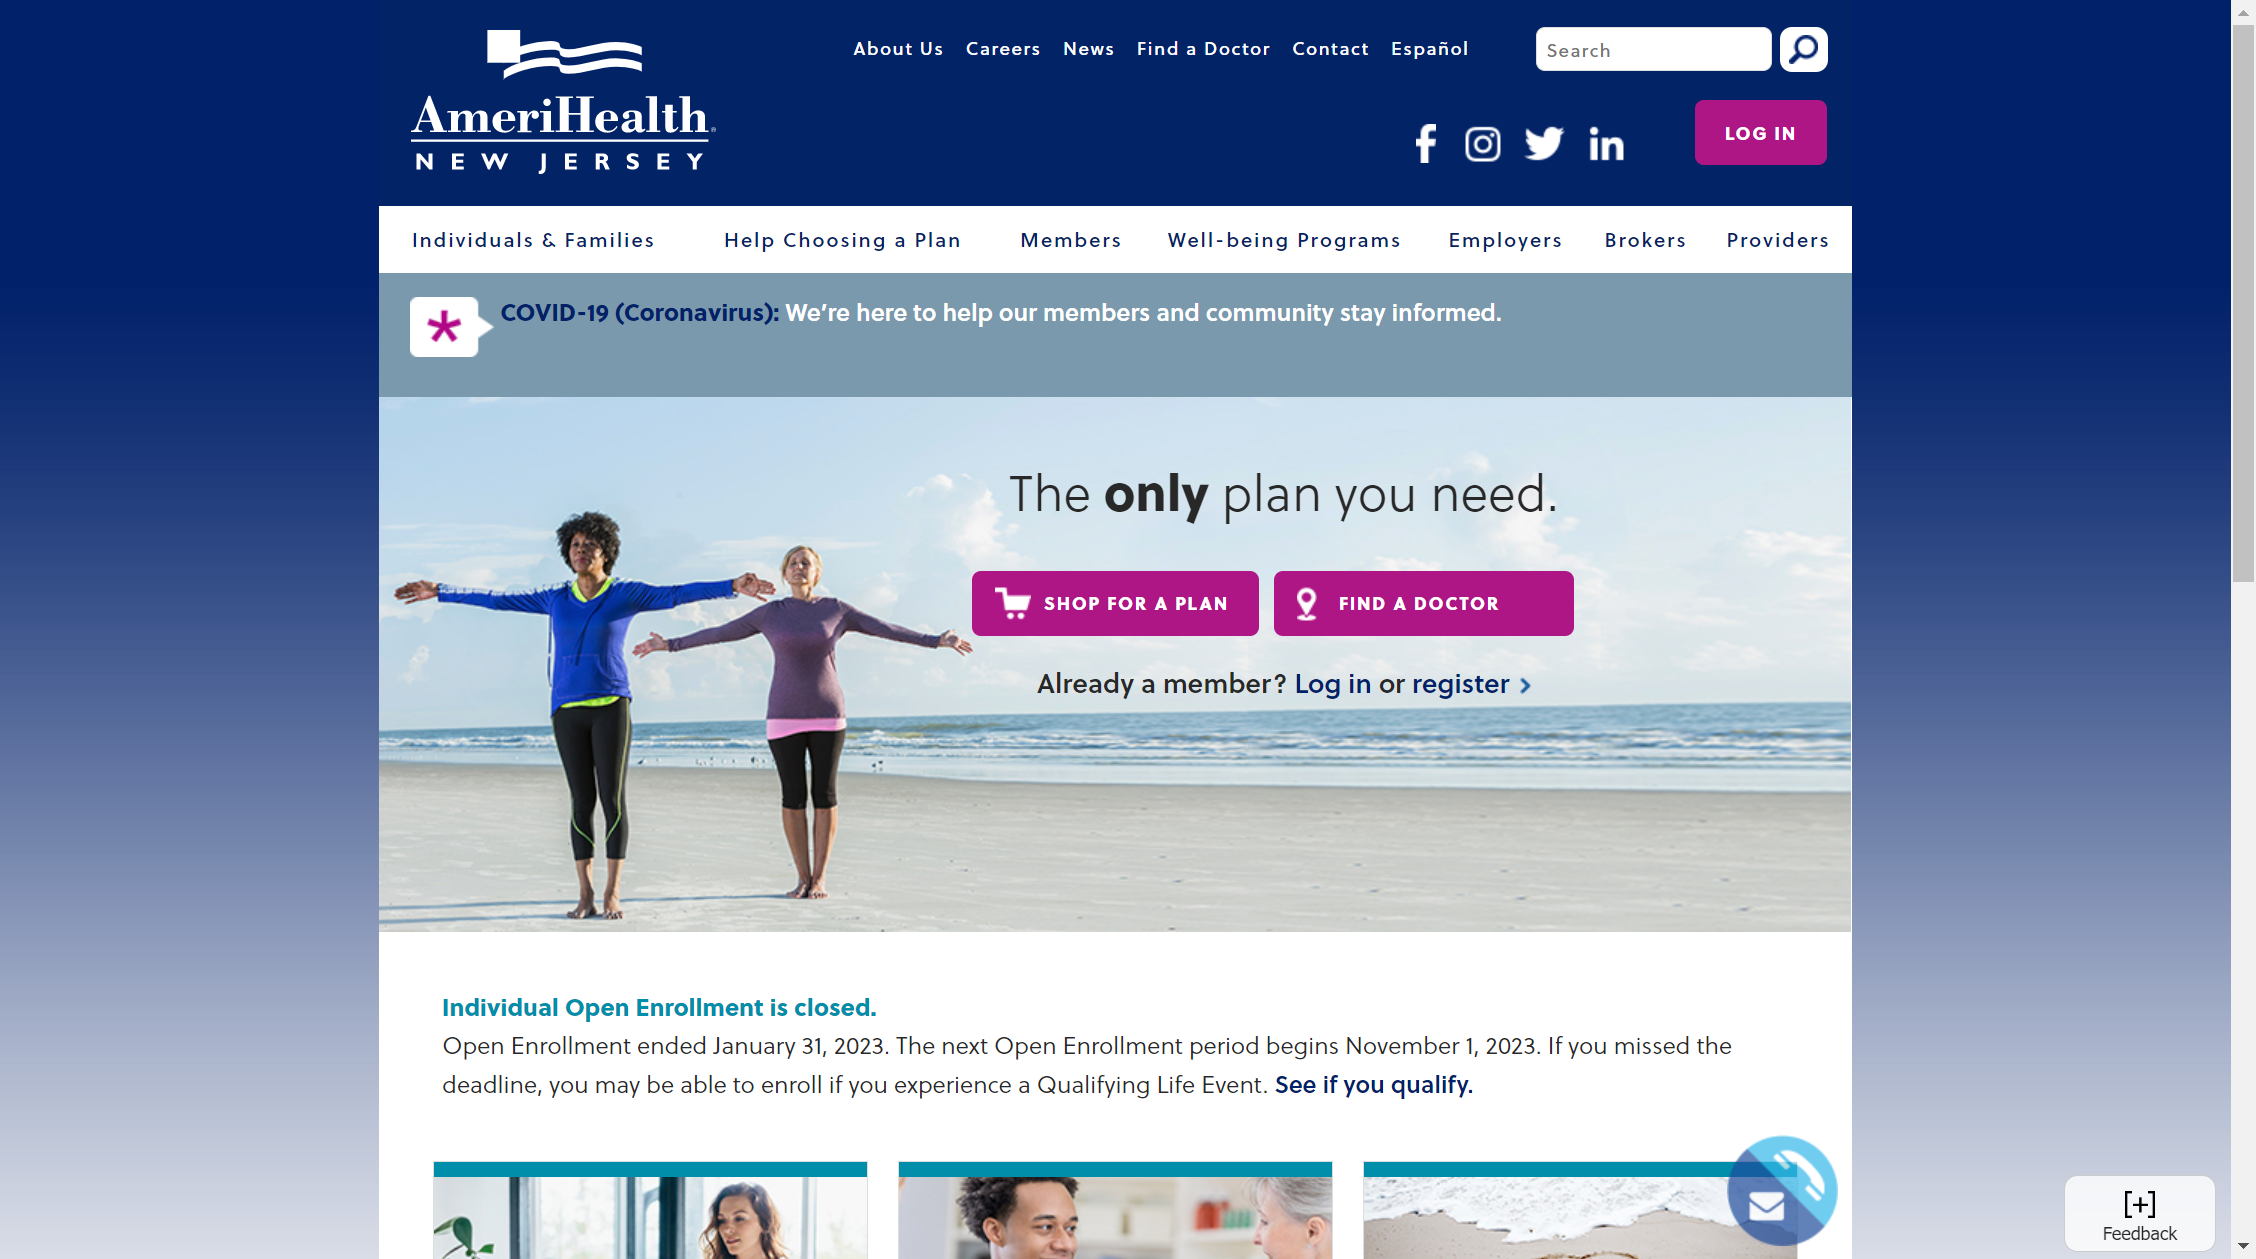 About Us Careers News Find a Doctor Contact Español
Search
AmeriHealth®
NEW JERSEY
LOG IN
Individuals & Families Help Choosing a Plan Members Well-being Programs Employers Brokers Providers
COVID-19 (Coronavirus): We're here to help our members and community stay informed.
The only plan you need.
SHOP FOR A PLAN FIND A DOCTOR
Already a member? Log in or register
Individual Open Enrollment is closed.
Open Enrollment ended January 31, 2023. The next Open Enrollment period begins November 1, 2023. If you missed the
deadline, you may be able to enroll if you experience a Qualifying Life Event. See if you qualify.
[+]
Feedback